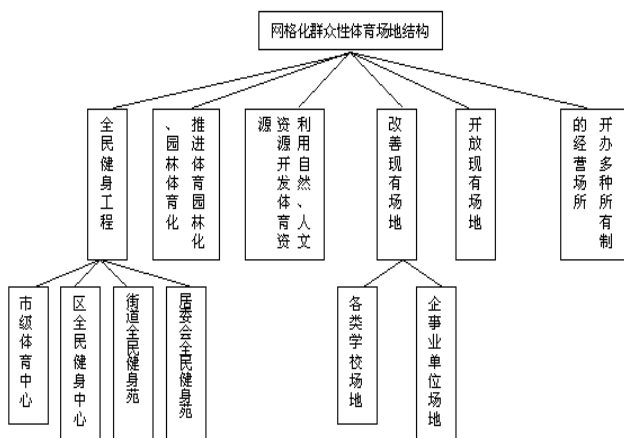 网格化群众性体育场地结构
全民健身工程
推进体育园林化
、园林体育化
利用自然、人文
资源开发体育资
源
改善现有场地
开放现有场地
开办多种所有制
的经营场所
市级体育中心
区全民健身中心
街道全民健身苑
居委会全民健身苑
各类学校场地
企事业单位场地